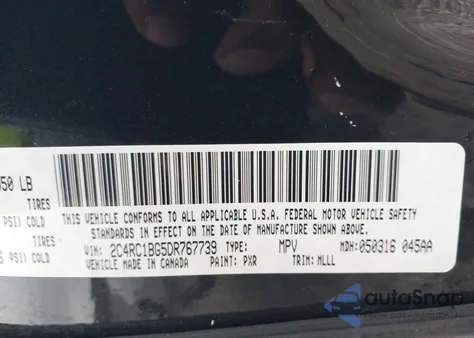 50 LB
TIRES
PSI) COLD
TIRES
PSI) COLD
THIS VEHICLE CONFORMS TO ALL APPLICABLE U.S.A. FEDERAL MOTOR VEHICLE SAFETY
STANDARDS IN EFFECT ON THE DATE OF MANUFACTURE SHOWN ABOVE.
VIN: 2C4RC1BG5DR767739 TYPE: MPV MDH: 050316 045AA
VEHICLE MADE IN CANADA PAINT: PXR TRIM: MLLL
autoSnap